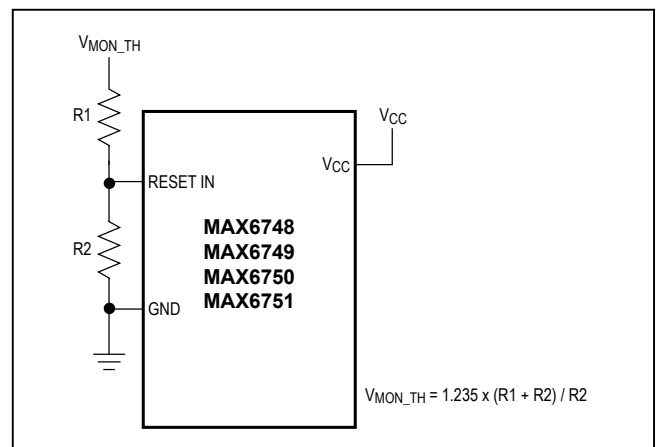 VMON_TH
R1
VCC
VCC
RESET IN
MAX6748
MAX6749
R2
MAX6750
MAX6751
GND
VMON_TH = 1.235 x (R1 + R2) / R2